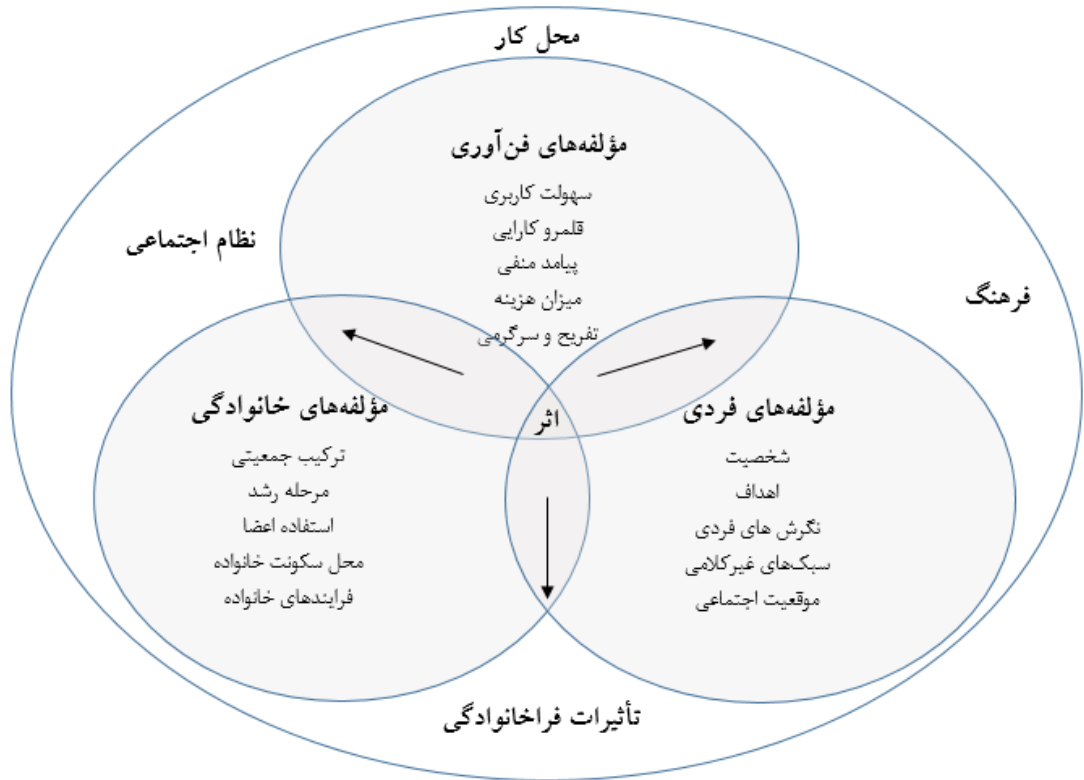 محل کار
مؤلفه‌های فن‌آوری
سهولت کاربری
قلمرو کارایی
پیامد منفی
میزان هزینه
تفریح و سرگرمی
نظام اجتماعی
فرهنگ
اثر
مؤلفه‌های فردی
شخصیت
اهداف
نگرش های فردی
سبک‌های غیرکلامی
موقعیت اجتماعی
مؤلفه‌های خانوادگی
ترکیب جمعیتی
مرحله رشد
استفاده اعضا
محل سکونت خانواده
فرایندهای خانواده
تأثیرات فراخانوادگی